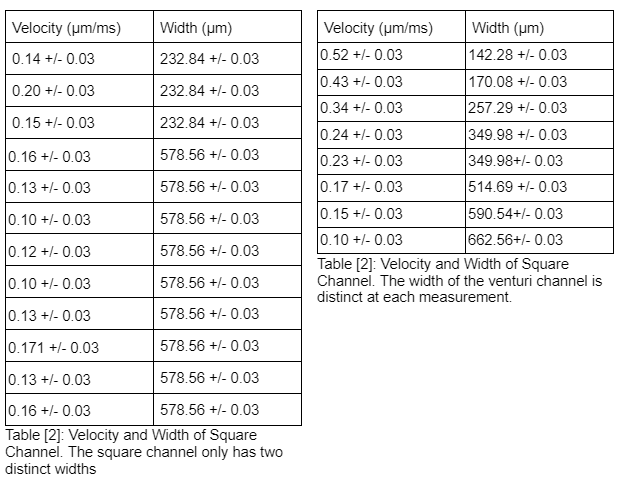 Velocity (μm/ms) Width (μm)
0.14 +/- 0.03 232.84 +/- 0.03
0.20 +/- 0.03 232.84 +/- 0.03
0.15 +/- 0.03 232.84 +/- 0.03
0.16 +/- 0.03 578.56 +/- 0.03
0.13 +/- 0.03 578.56 +/- 0.03
0.10 +/- 0.03 578.56 +/- 0.03
0.12 +/- 0.03 578.56 +/- 0.03
0.10 +/- 0.03 578.56 +/- 0.03
0.13 +/- 0.03 578.56 +/- 0.03
0.171 +/- 0.03 578.56 +/- 0.03
0.13 +/- 0.03 578.56 +/- 0.03
0.16 +/- 0.03 578.56 +/- 0.03
Table [2]: Velocity and Width of Square
Channel. The square channel only has two
distinct widths
Velocity (μm/ms) Width (μm)
0.52 +/- 0.03 142.28 +/- 0.03
0.43 +/- 0.03 170.08 +/- 0.03
0.34 +/- 0.03 257.29 +/- 0.03
0.24 +/- 0.03 349.98 +/- 0.03
0.23 +/- 0.03 349.98+/- 0.03
0.17 +/- 0.03 514.69 +/- 0.03
0.15 +/- 0.03 590.54+/- 0.03
0.10 +/- 0.03 662.56+/- 0.03
Table [2]: Velocity and Width of Square
Channel. The width of the venturi channel is
distinct at each measurement.